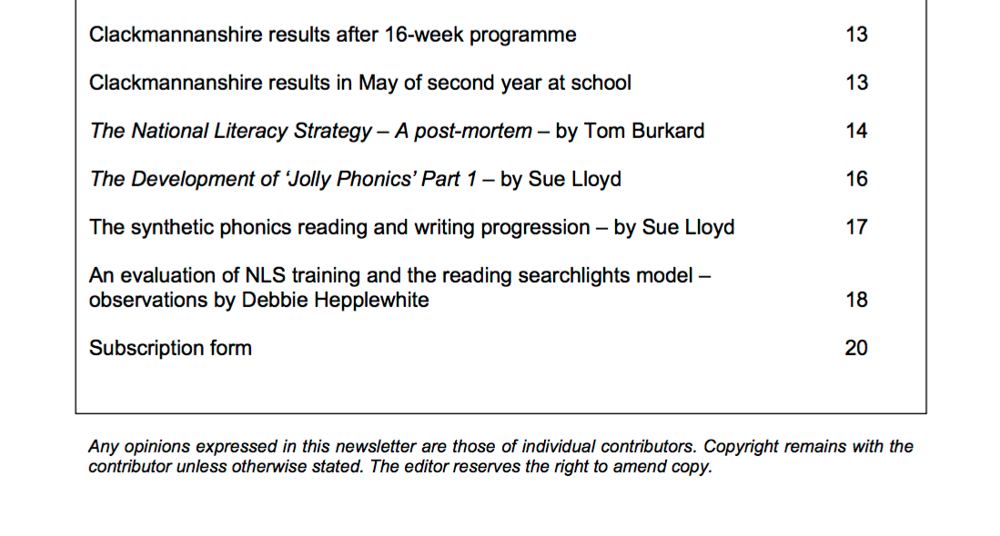 Clackmannanshire results after 16-week programme 13
Clackmannanshire results in May of second year at school 13
The National Literacy Strategy – A post-mortem – by Tom Burkard 14
The Development of ‘Jolly Phonics’ Part 1 – by Sue Lloyd 16
The synthetic phonics reading and writing progression – by Sue Lloyd 17
An evaluation of NLS training and the reading searchlights model –
observations by Debbie Hepplewhite 18
Subscription form 20
Any opinions expressed in this newsletter are those of individual contributors. Copyright remains with the
contributor unless otherwise stated. The editor reserves the right to amend copy.